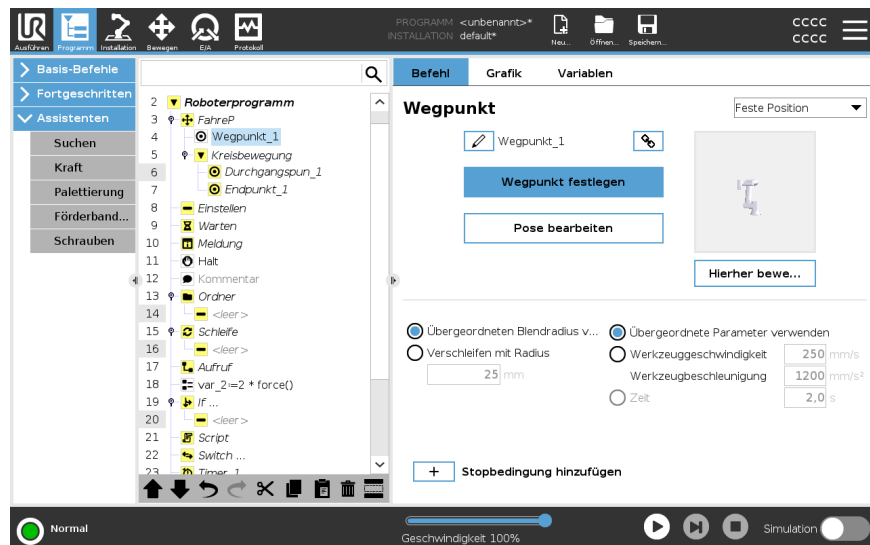 PROGRAMM <unbenannt>*
INSTALLATION default*
Ausführen Programm Installation Bewegen E/A Protokoll
Neu... Öffnen... Speichern...
CCCC
CCCC
Basis-Befehle
Fortgeschritten
Assistenten
Suchen
Kraft
Palettierung
Förderband...
Schrauben
2 Roboterprogramm
3 FahreP
4 Wegpunkt_1
5 Kreisbewegung
6 Durchgangspun_1
7 Endpunkt_1
8 Einstellen
9 Warten
10 Meldung
11 Halt
12 Kommentar
13 Ordner
14 <leer>
15 Schleife
16 <leer>
17 Aufruf
18 var_2≔2 * force()
19 If ...
20 <leer>
21 Script
22 Switch ...
23 Timer_1
Befehl Grafik Variablen
Wegpunkt
Feste Position
Wegpunkt_1
Wegpunkt festlegen
Pose bearbeiten
Hierher bewe...
Übergeordneten Blendradius v...
Verschleifen mit Radius
25 mm
Übergeordnete Parameter verwenden
Werkzeuggeschwindigkeit 250 mm/s
Werkzeugbeschleunigung 1200 mm/s²
Zeit 2,0 s
+ Stopbedingung hinzufügen
Normal
Geschwindigkeit 100%
Simulation